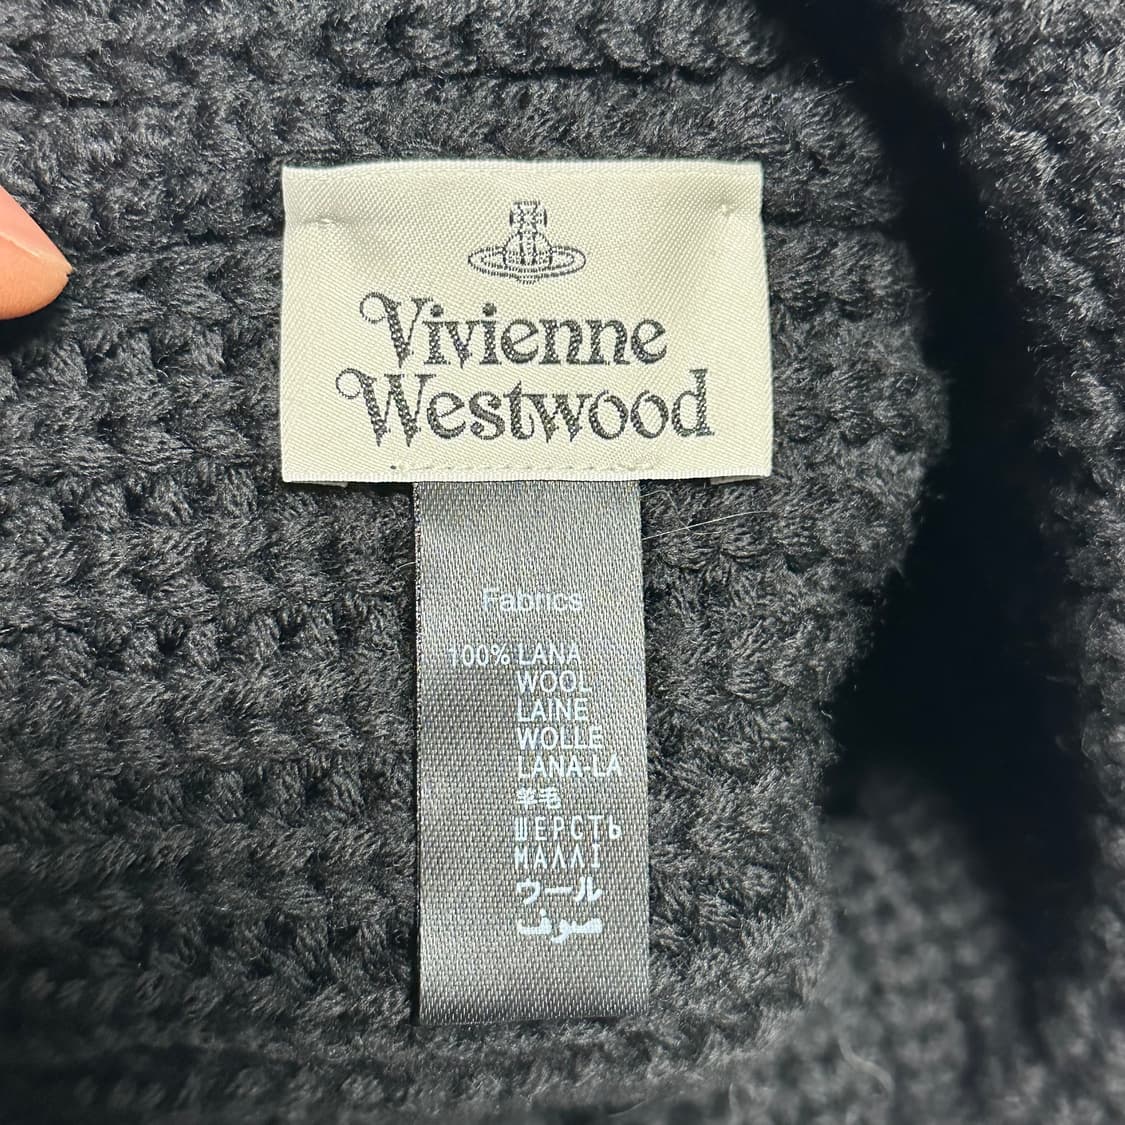 Vivienne
Westwood
Fabrics
100% LANA
WOOL
LAINE
WOLLE
LANA-LA
羊毛
ШЕРСТЬ
ΜΑΛΛΙ
ウール
صوف